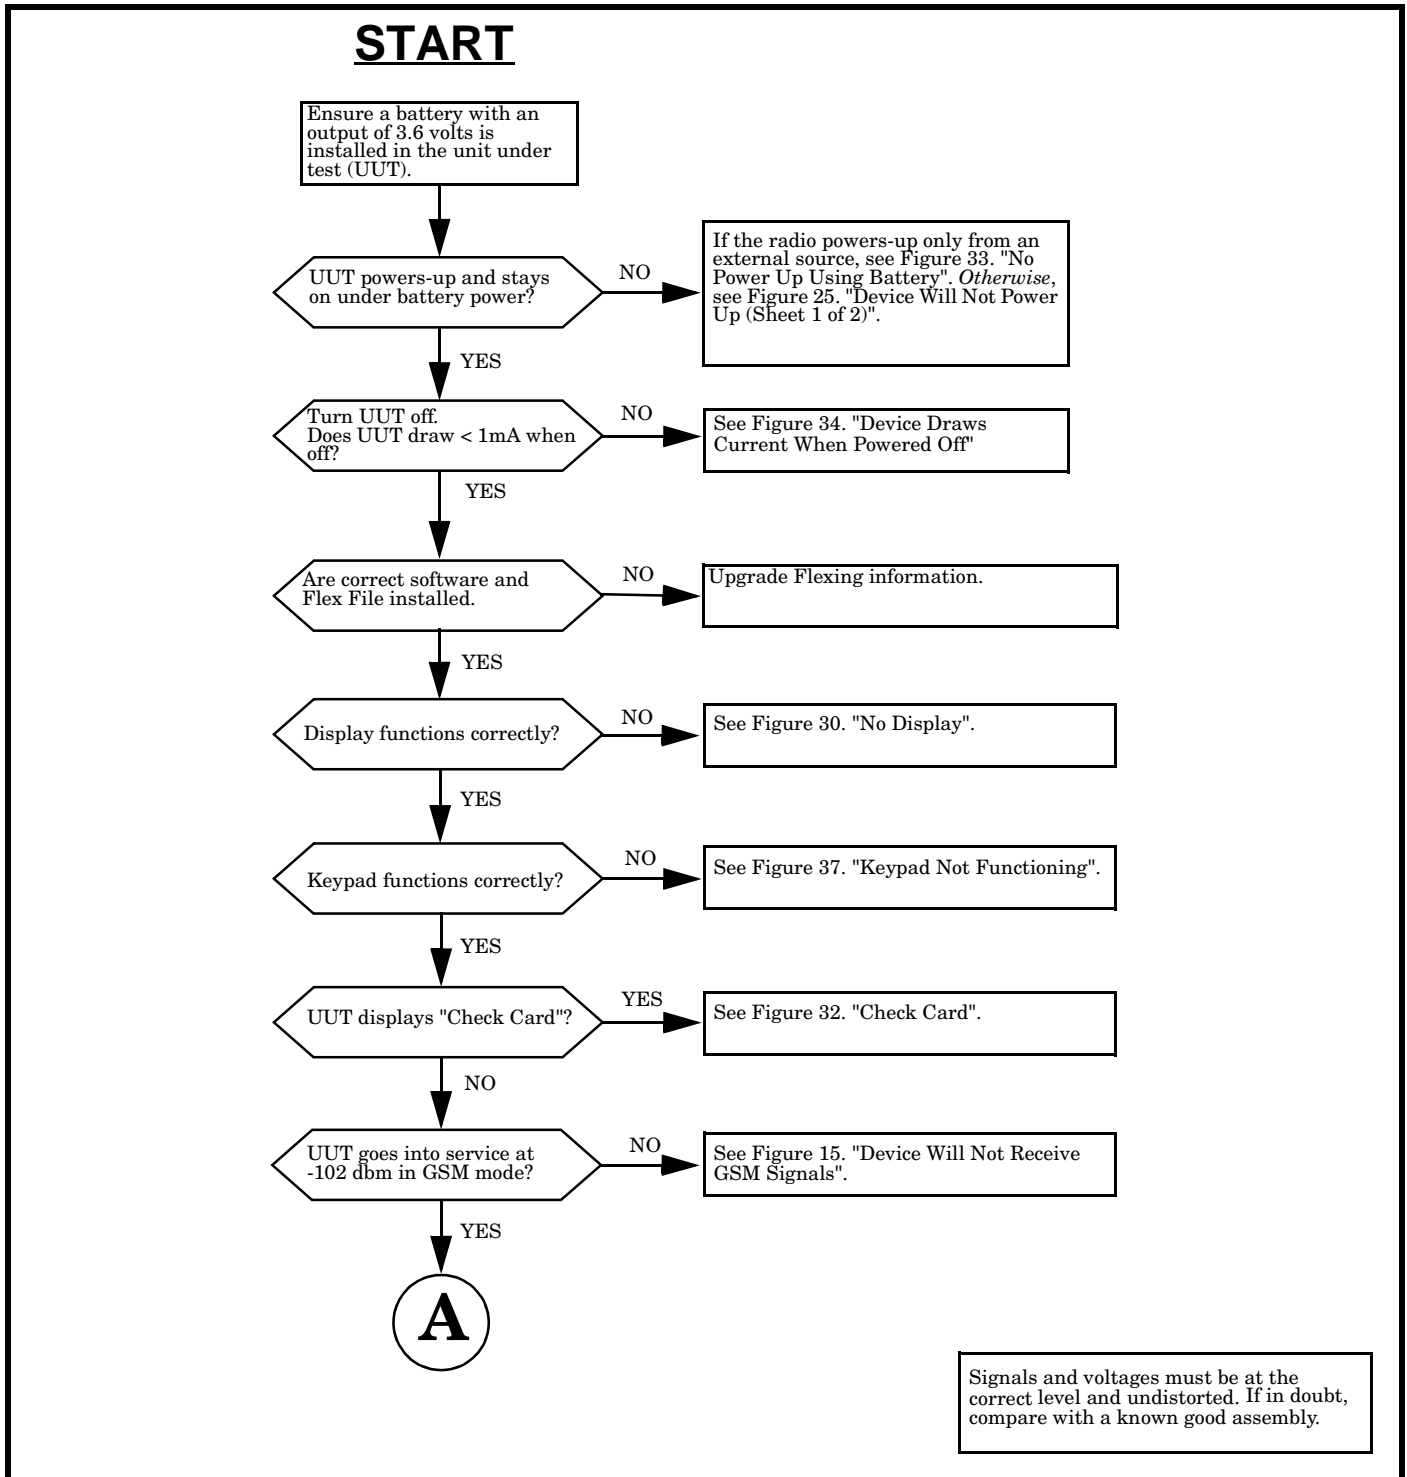 START
Ensure a battery with an
output of 3.6 volts is
installed in the unit under
test (UUT).
UUT powers-up and stays
on under battery power?
NO
If the radio powers-up only from an
external source, see Figure 33. "No
Power Up Using Battery". Otherwise,
see Figure 25. "Device Will Not Power
Up (Sheet 1 of 2)".
YES
Turn UUT off.
Does UUT draw < 1mA when
off?
NO
See Figure 34. "Device Draws
Current When Powered Off"
YES
Are correct software and
Flex File installed.
NO
Upgrade Flexing information.
YES
Display functions correctly?
NO
See Figure 30. "No Display".
YES
Keypad functions correctly?
NO
See Figure 37. "Keypad Not Functioning".
YES
UUT displays "Check Card"?
YES
See Figure 32. "Check Card".
NO
UUT goes into service at
-102 dbm in GSM mode?
NO
See Figure 15. "Device Will Not Receive
GSM Signals".
YES
A
Signals and voltages must be at the
correct level and undistorted. If in doubt,
compare with a known good assembly.